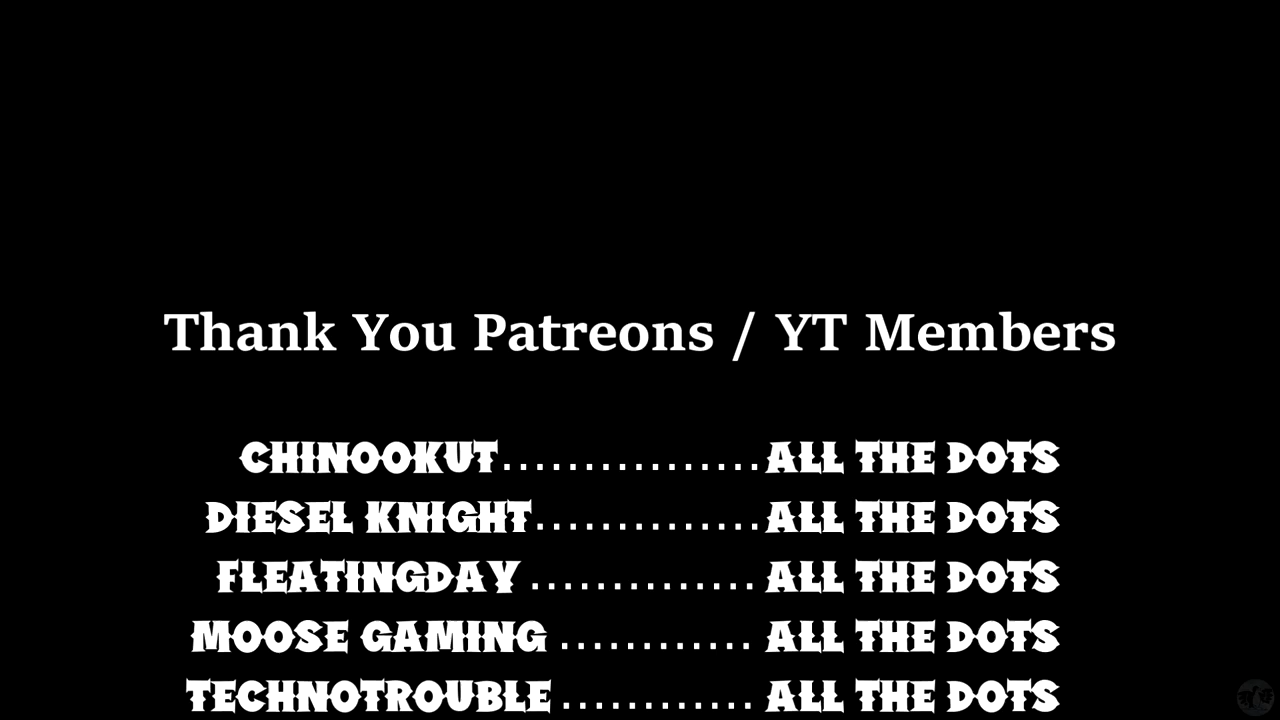 Thank You Patreons / YT Members
CHINOOKUT................ALL THE DOTS
DIESEL KNIGHT..............ALL THE DOTS
FLEATINGDAY .............. ALL THE DOTS
MOOSE GAMING ............ ALL THE DOTS
TECHNOTROUBLE ............ ALL THE DOTS